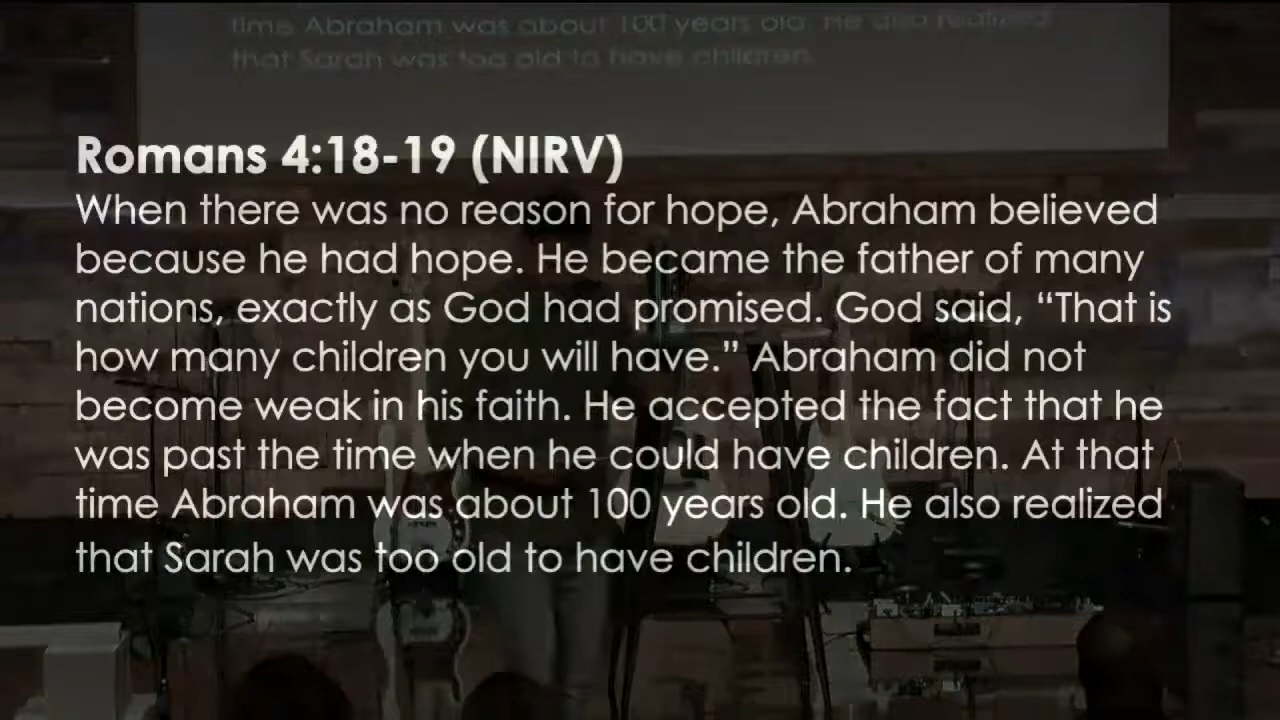 time Abraham was about 100 years old. He also realized
that Sarah was too old to have children.
Romans 4:18-19 (NIRV)
When there was no reason for hope, Abraham believed
because he had hope. He became the father of many
nations, exactly as God had promised. God said, “That is
how many children you will have.” Abraham did not
become weak in his faith. He accepted the fact that he
was past the time when he could have children. At that
time Abraham was about 100 years old. He also realized
that Sarah was too old to have children.